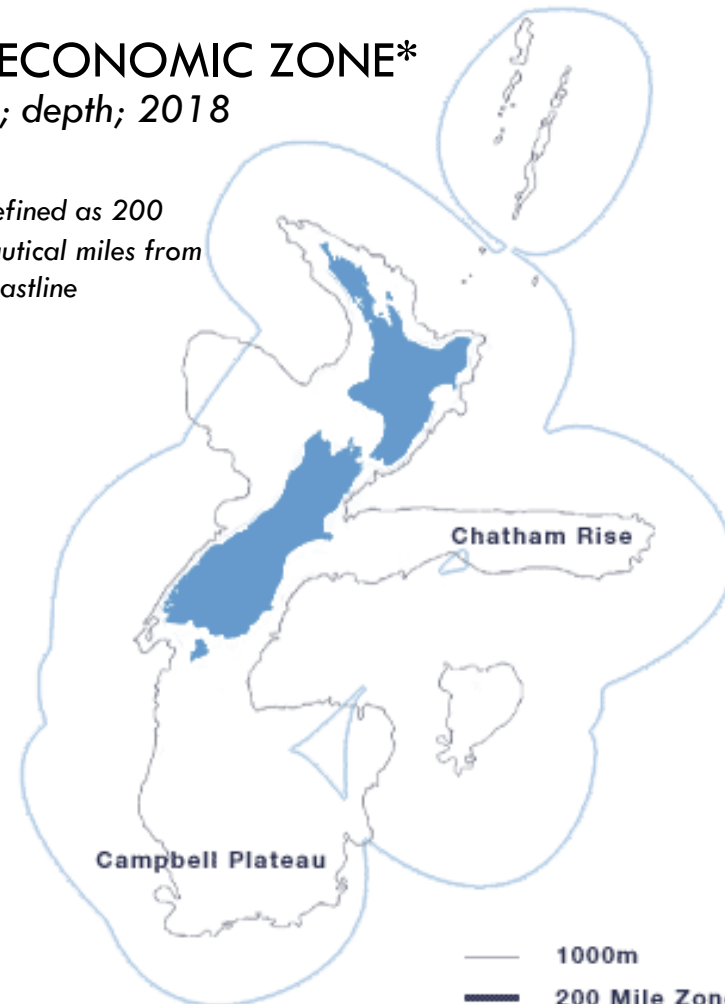 ECONOMIC ZONE*
; depth; 2018
efined as 200
utical miles from
astline
Chatham Rise
Campbell Plateau
1000m
200 Mile Zon